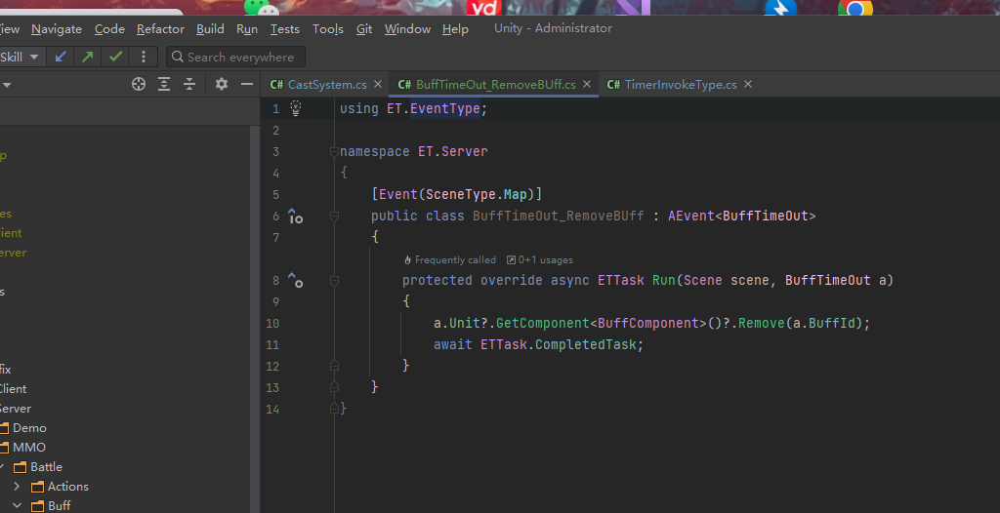 yd
View Navigate Code Refactor Build Run Tests Tools Git Window Help Unity - Administrator
Skill Search everywhere
C# CastSystem.cs C# BuffTimeOut_RemoveBUff.cs C# TimerInvokeType.cs
1 using ET.EventType;
2
3 namespace ET.Server
4 {
5 [Event(SceneType.Map)]
6 public class BuffTimeOut_RemoveBUff : AEvent<BuffTimeOut>
7 {
Frequently called 0+1 usages
8 protected override async ETTask Run(Scene scene, BuffTimeOut a)
9 {
10 a.Unit?.GetComponent<BuffComponent>()?.Remove(a.BuffId);
11 await ETTask.CompletedTask;
12 }
13 }
14 }
p
es
ient
erver
s
fix
Client
Server
Demo
MMO
Battle
Actions
Buff